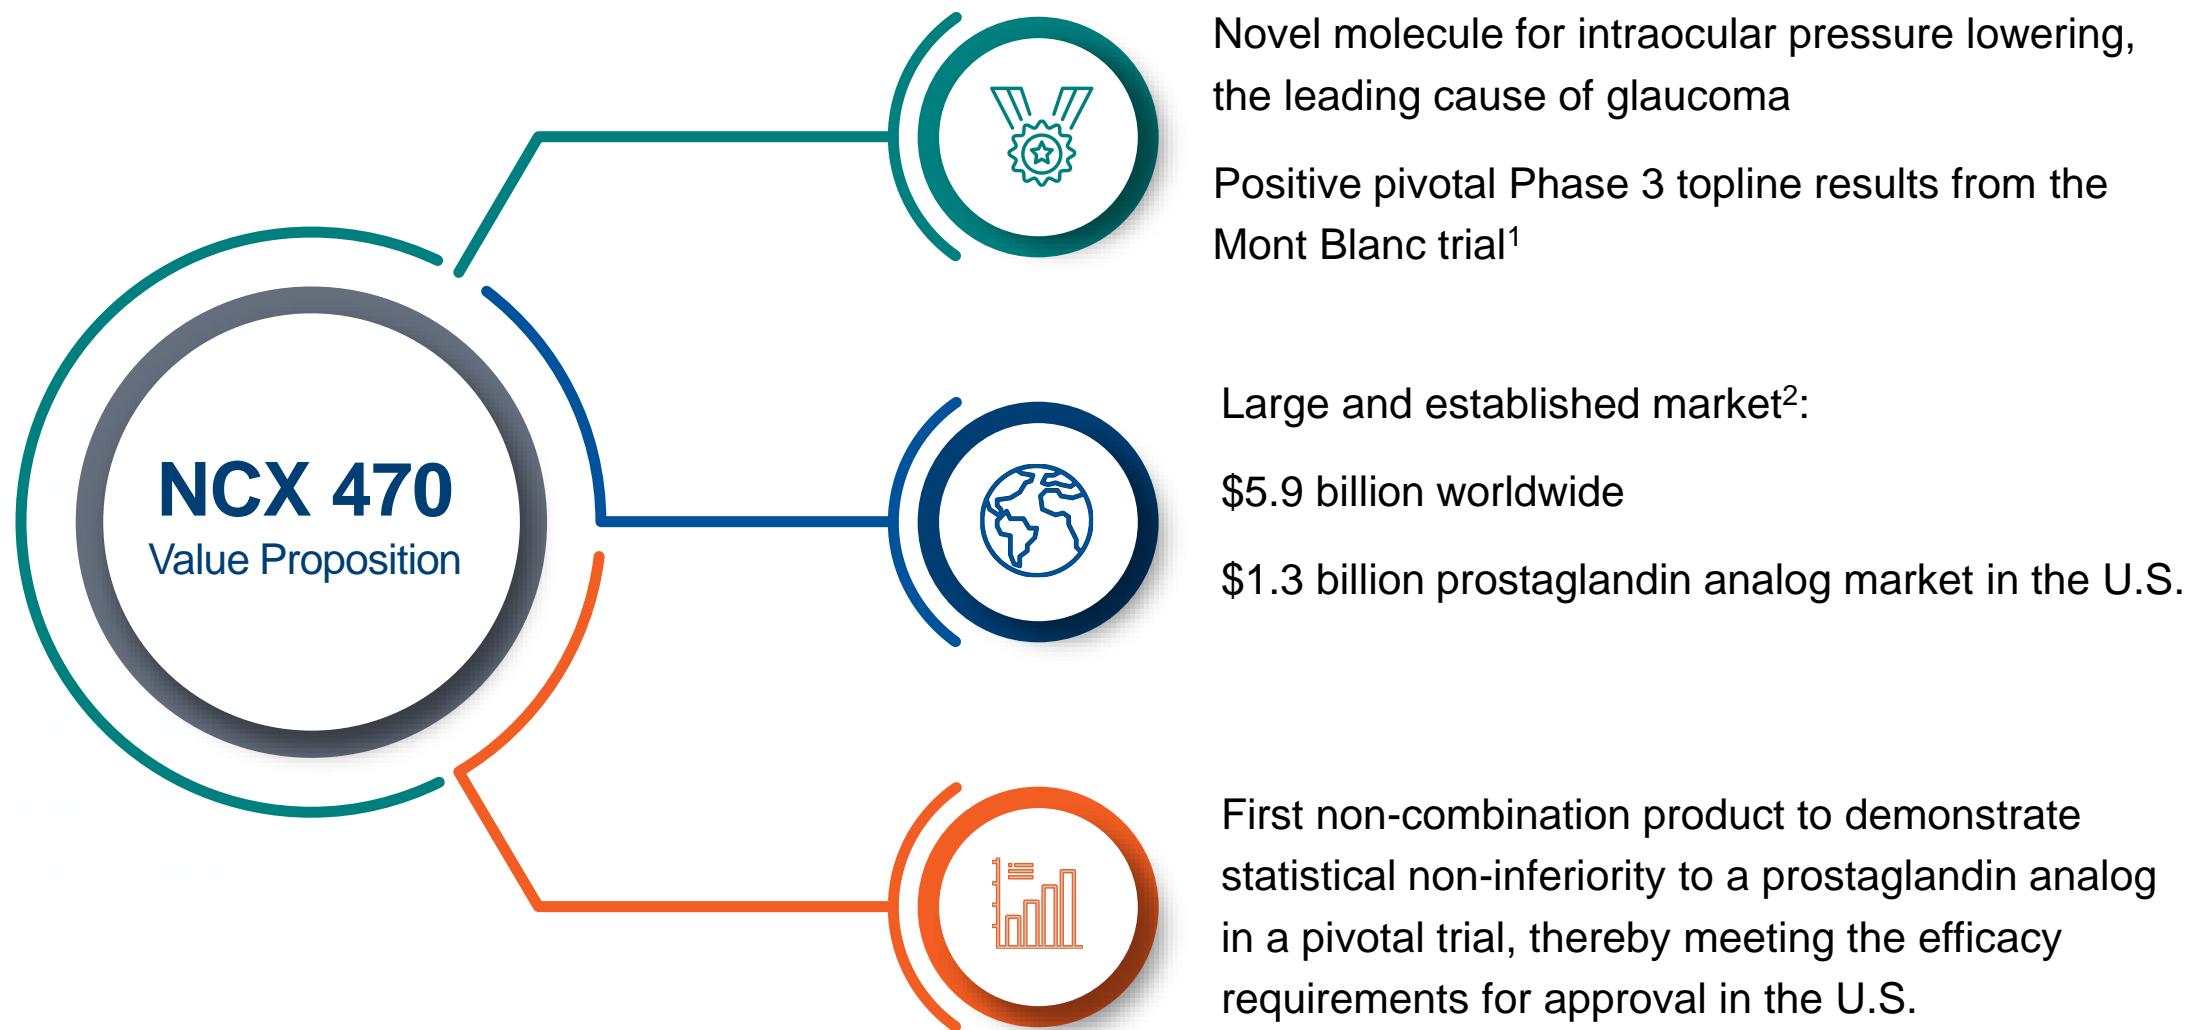 NCX 470
Value Proposition
Novel molecule for intraocular pressure lowering,
the leading cause of glaucoma
Positive pivotal Phase 3 topline results from the
Mont Blanc trial¹
Large and established market²:
$5.9 billion worldwide
$1.3 billion prostaglandin analog market in the U.S.
First non-combination product to demonstrate
statistical non-inferiority to a prostaglandin analog
in a pivotal trial, thereby meeting the efficacy
requirements for approval in the U.S.